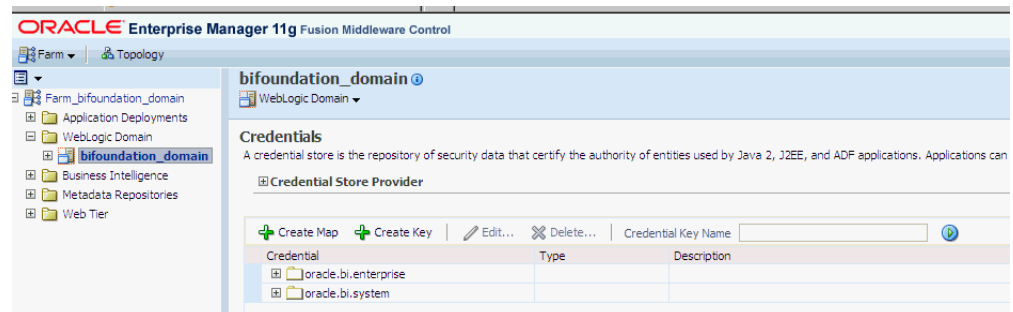 ORACLE Enterprise Manager 11g Fusion Middleware Control
Farm Topology
Farm_bifoundation_domain
Application Deployments
WebLogic Domain
bifoundation_domain
Business Intelligence
Metadata Repositories
Web Tier
bifoundation_domain
WebLogic Domain
Credentials
A credential store is the repository of security data that certify the authority of entities used by Java 2, J2EE, and ADF applications. Applications can
Credential Store Provider
Create Map Create Key Edit... Delete... Credential Key Name
Credential Type Description
oracle.bi.enterprise
oracle.bi.system